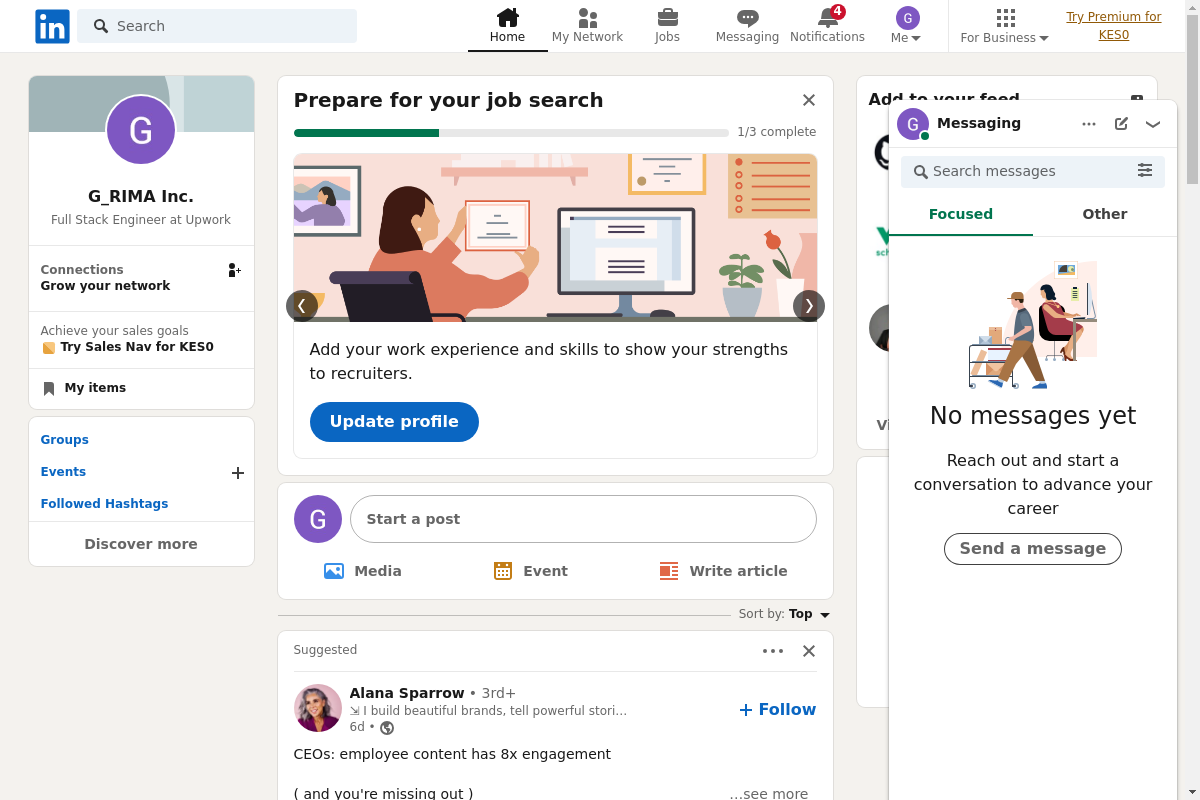 in
Search
Home
My Network
Jobs
Messaging
4
Notifications
G
Me
For Business
Try Premium for
KES0
G
G_RIMA Inc.
Full Stack Engineer at Upwork
Connections
Grow your network
Achieve your sales goals
Try Sales Nav for KES0
My items
Groups
Events
Followed Hashtags
Discover more
Prepare for your job search
1/3 complete
Add your work experience and skills to show your strengths
to recruiters.
Update profile
G
Start a post
Media
Event
Write article
Sort by: Top
Suggested
Alana Sparrow • 3rd+
⇲ I build beautiful brands, tell powerful stori…
6d •
Follow
CEOs: employee content has 8x engagement
( and you're missing out )
…see more
Add to your feed
G
Messaging
Search messages
Focused
Other
No messages yet
Reach out and start a
conversation to advance your
career
Send a message